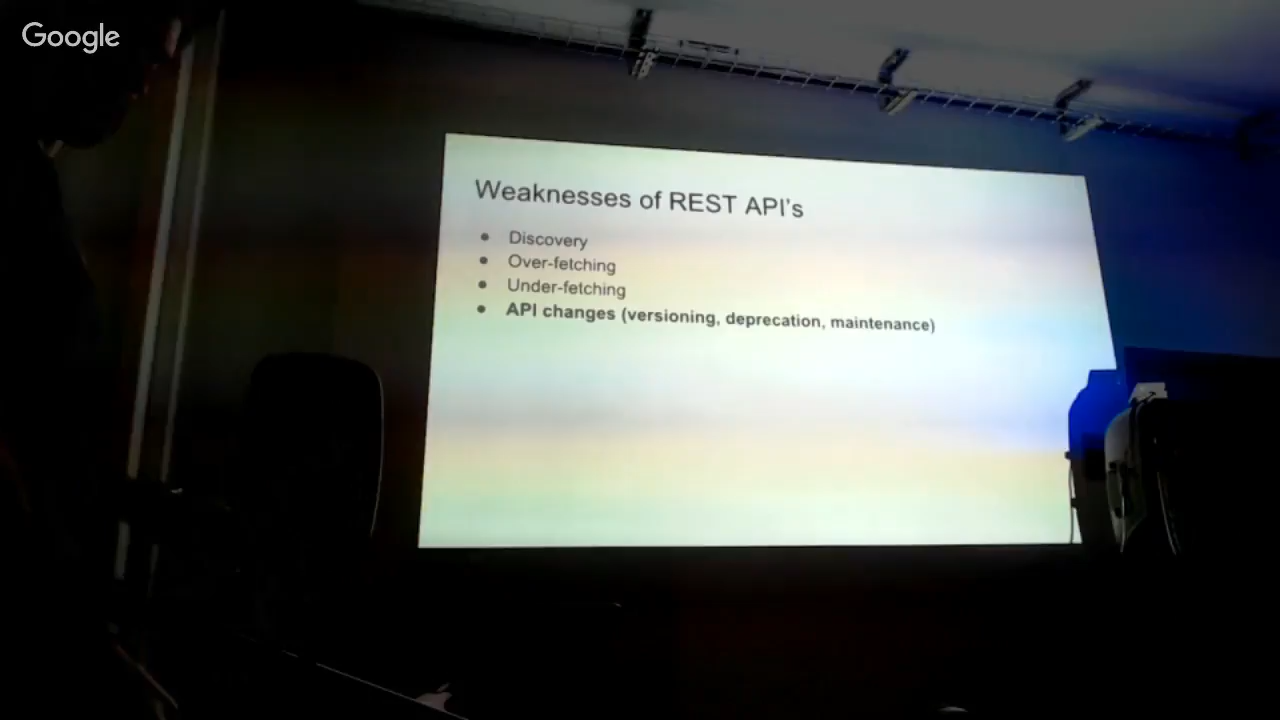 Google
Weaknesses of REST API's
● Discovery
● Over-fetching
● Under-fetching
● API changes (versioning, deprecation, maintenance)